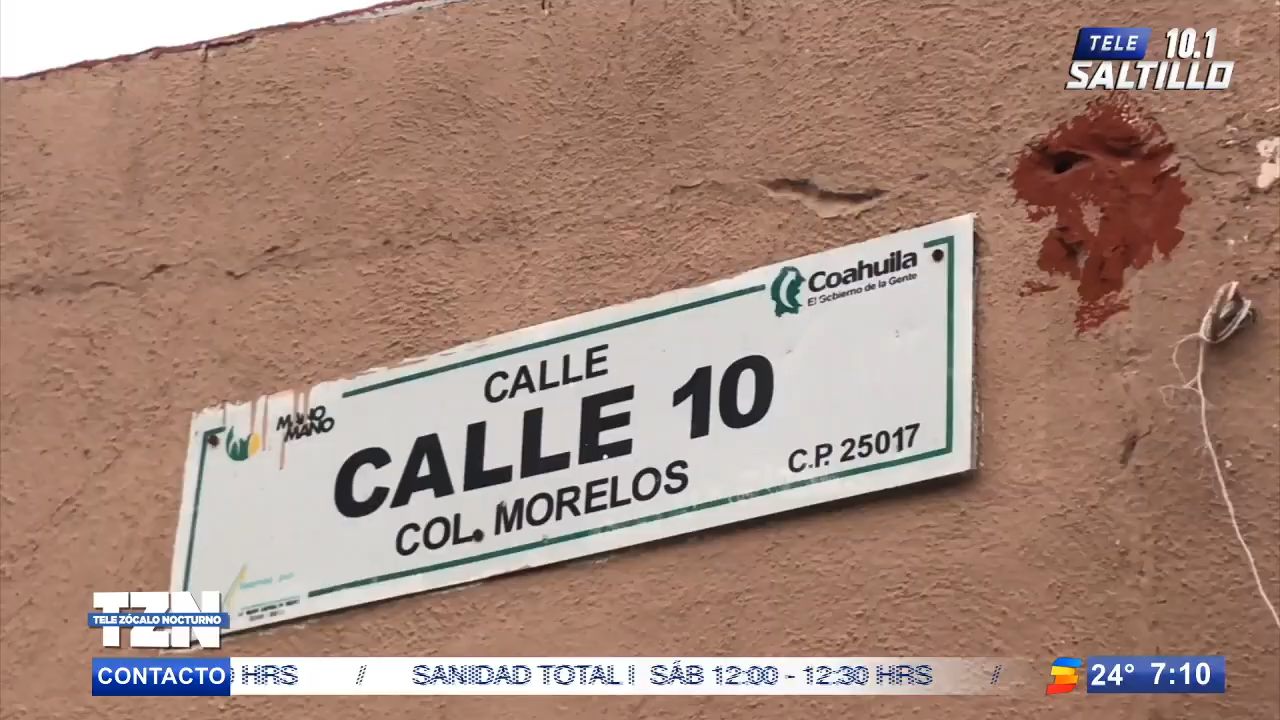 TELE 10.1
SALTILLO
Coahuila
El Gobierno de la Gente
MANO
MANO
CALLE
CALLE 10
COL. MORELOS
C.P. 25017
TZN
TELE ZÓCALO NOCTURNO
CONTACTO
HRS // SANIDAD TOTAL | SÁB 12:00 - 12:30 HRS //
24° 7:10